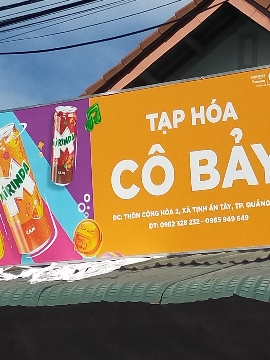 TẠP HÓA
CÔ BẢY
ĐC: THÔN CỘNG HÒA 2, XÃ TỊNH ẤN TÂY, TP. QUẢNG
ĐT: 0962 528 232 - 0965 949 649
MIRINDA
MIRINDA
CAM